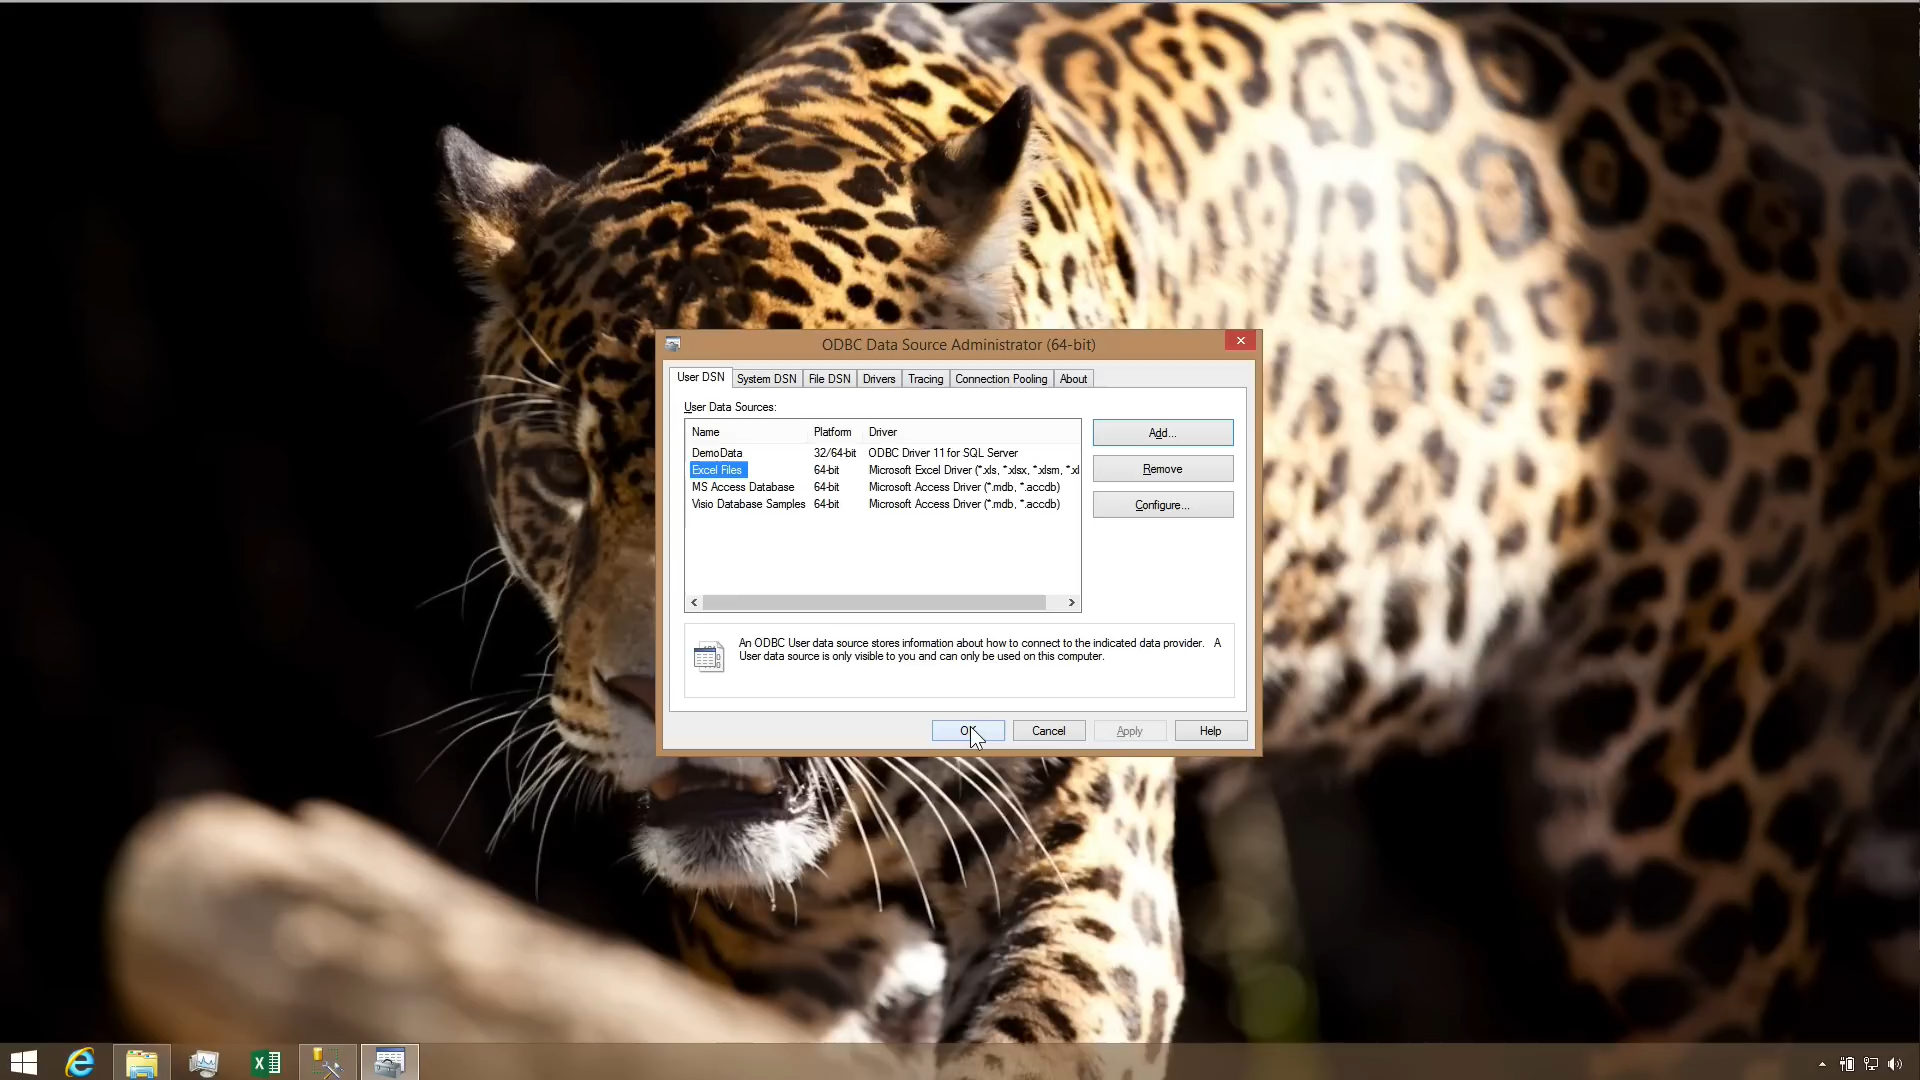 ODBC Data Source Administrator (64-bit)
User DSN System DSN File DSN Drivers Tracing Connection Pooling About
User Data Sources:
Name Platform Driver
DemoData 32/64-bit ODBC Driver 11 for SQL Server
Excel Files 64-bit Microsoft Excel Driver (*.xls, *.xlsx, *.xlsm, *.xl
MS Access Database 64-bit Microsoft Access Driver (*.mdb, *.accdb)
Visio Database Samples 64-bit Microsoft Access Driver (*.mdb, *.accdb)
Add...
Remove
Configure...
An ODBC User data source stores information about how to connect to the indicated data provider. A
User data source is only visible to you and can only be used on this computer.
OK Cancel Apply Help